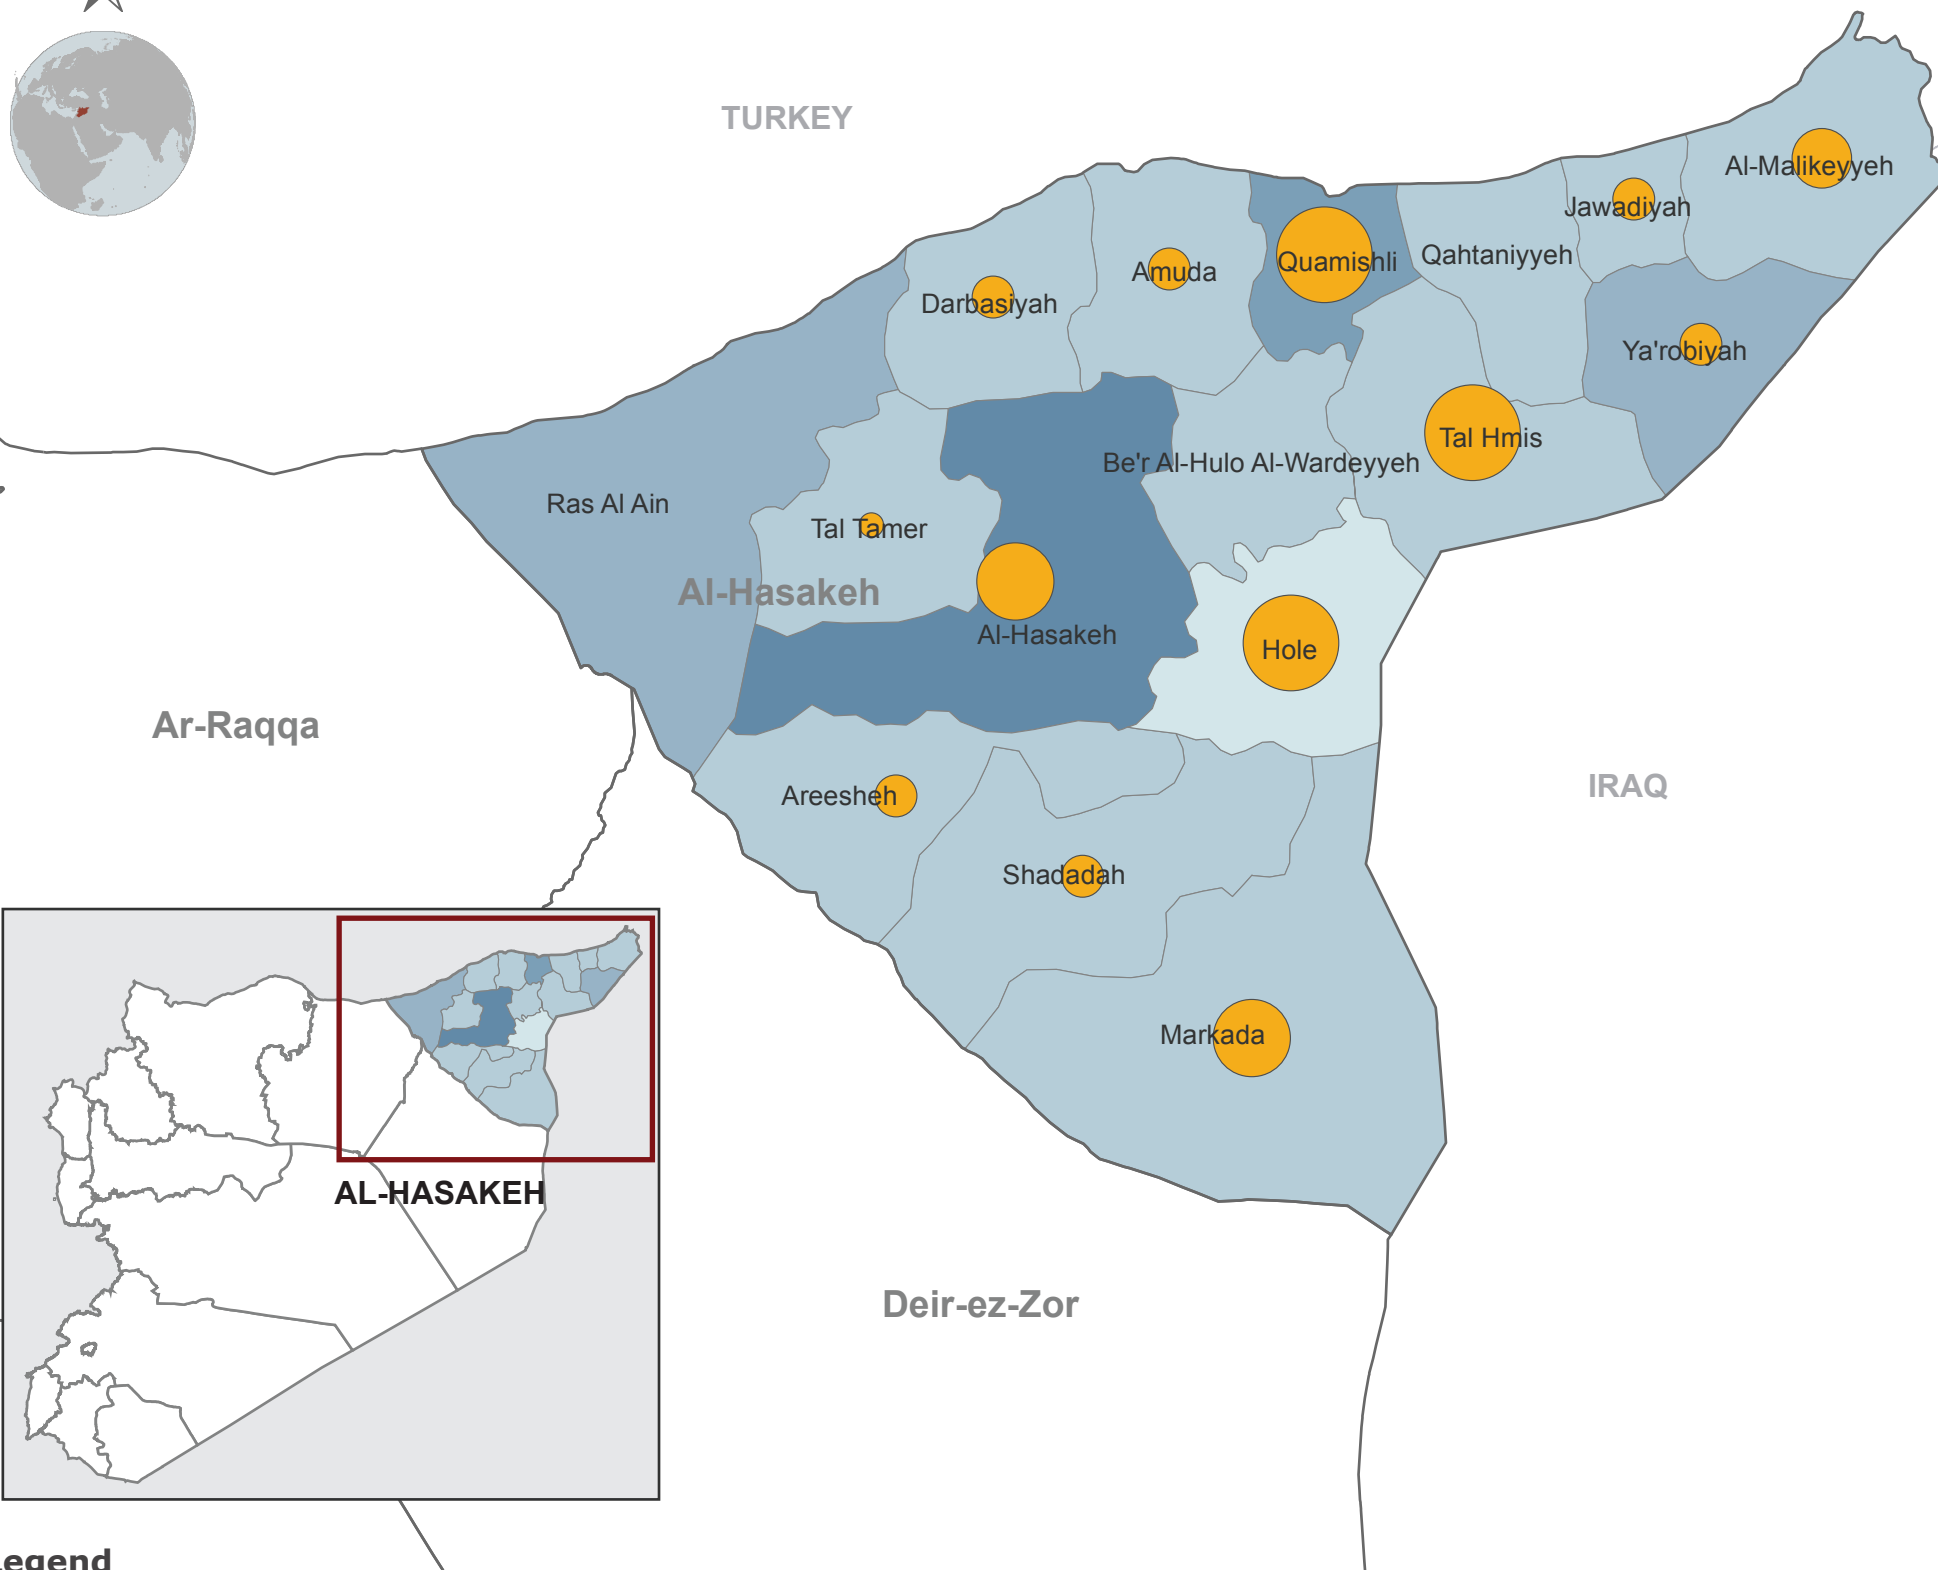 TURKEY
Al-Malikeyyeh
Jawadiyah
Qahtaniyyeh
Quamishli
Amuda
Darbasiyah
Ya'robiyah
Tal Hmis
Be'r Al-Hulo Al-Wardeyyeh
Ras Al Ain
Tal Tamer
Al-Hasakeh
Al-Hasakeh
Hole
Ar-Raqqa
IRAQ
Areesheh
Shadadah
Markada
AL-HASAKEH
Deir-ez-Zor
egend